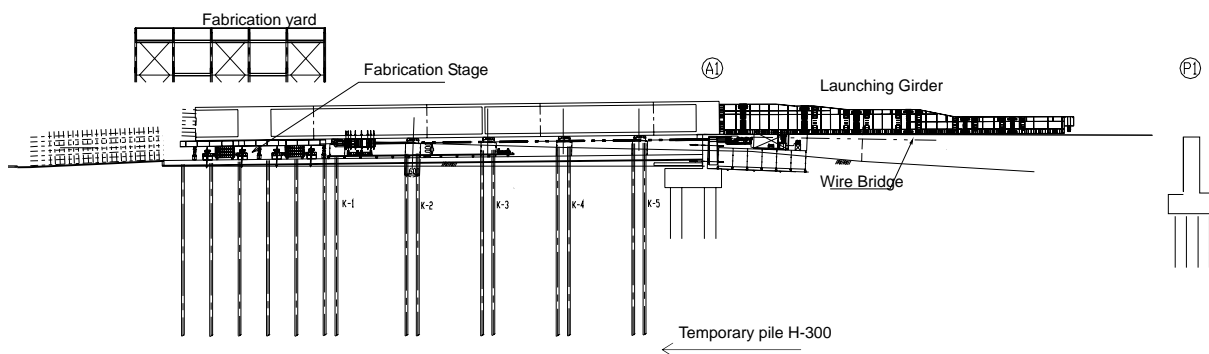 Fabrication yard
Fabrication Stage
A1
Launching Girder
P1
Wire Bridge
K-1
K-2
K-3
K-4
K-5
Temporary pile H-300